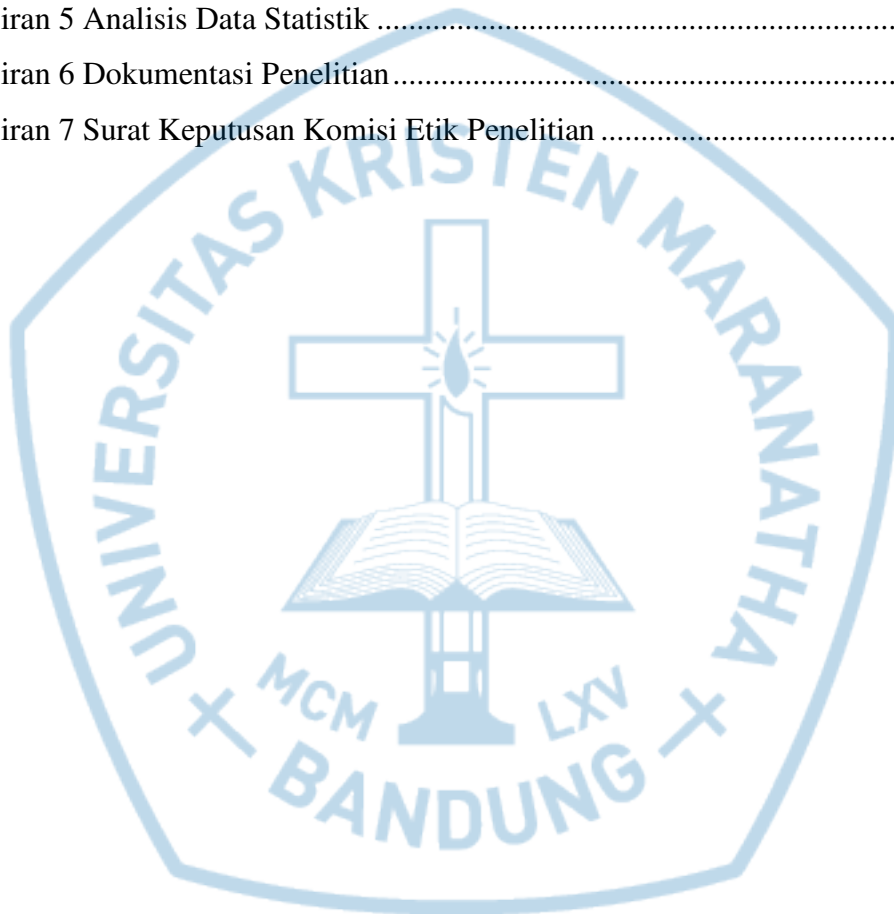 iran 5 Analisis Data Statistik ........................................................................
iran 6 Dokumentasi Penelitian......................................................................
iran 7 Surat Keputusan Komisi Etik Penelitian ..........................................
UNIVERSITAS KRISTEN MARANATHA
MCM LXV
+ BANDUNG +